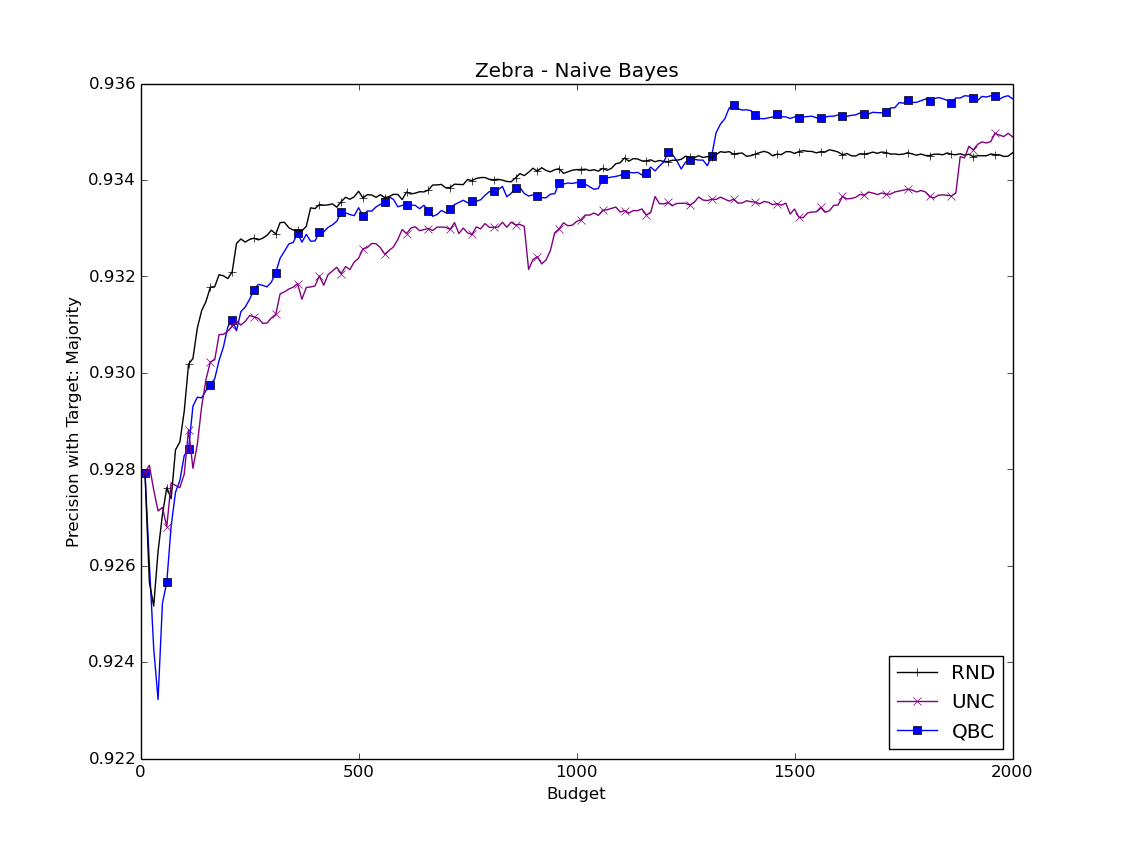 Zebra - Naive Bayes
0.936
0.934
0.932
0.930
0.928
0.926
0.924
0.922
Precision with Target: Majority
0 500 1000 1500 2000
Budget
RND
UNC
QBC